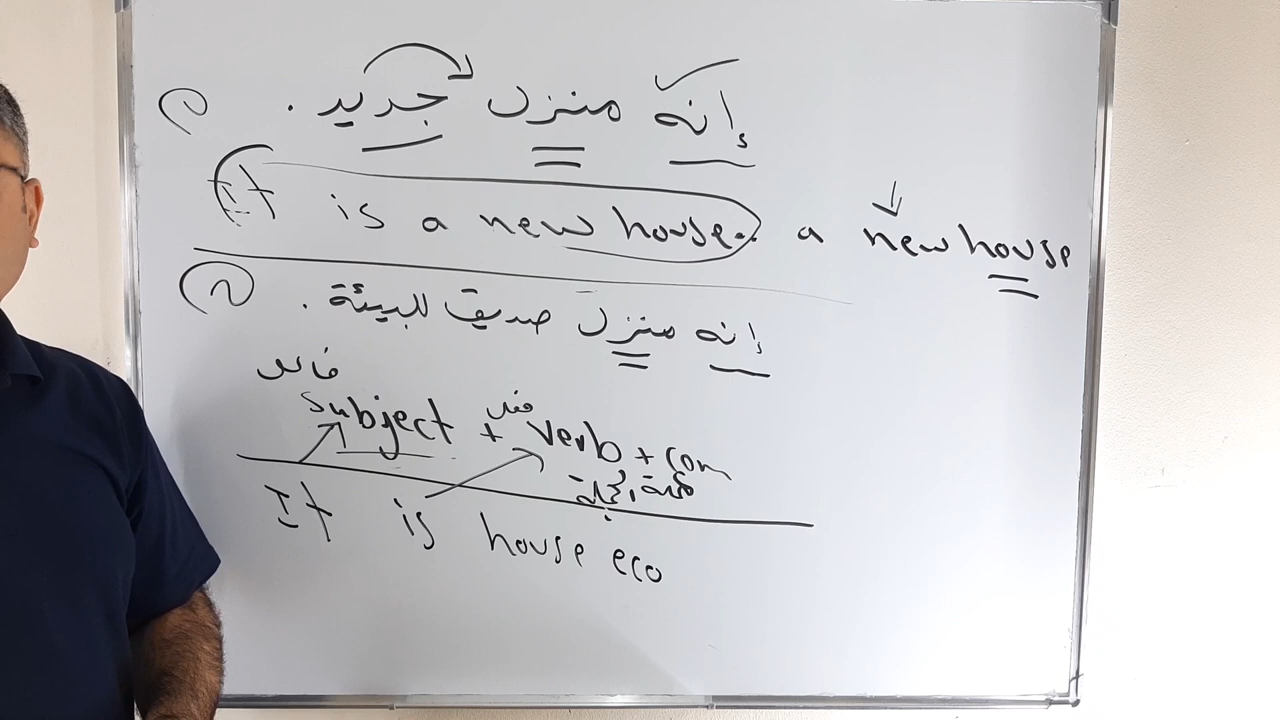 ١ إنه منزل جديد .
It is a new house. a new house
٢ إنه منزل صديق للبيئة .
فاعل فعل
Subject + verb + com
تكملة الجملة
It is house eco